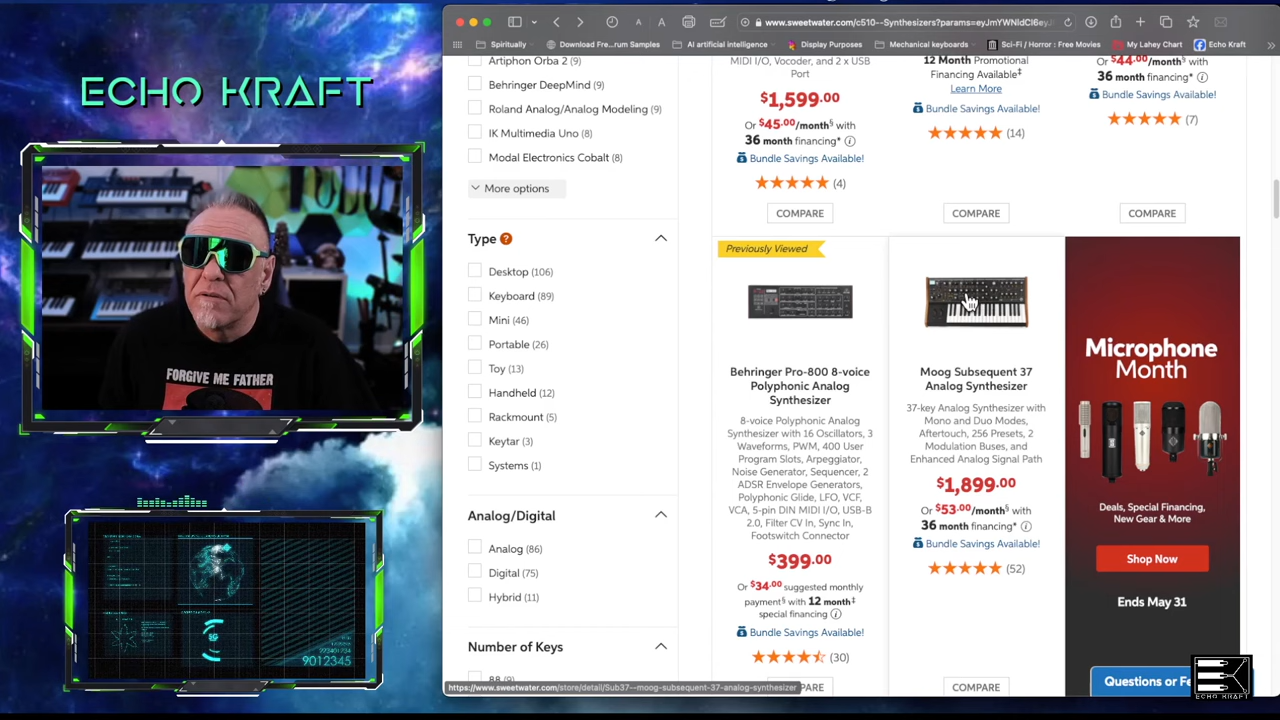 ECHO KRAFT
FORGIVE ME FATHER
9012345
www.sweetwater.com/c510--Synthesizers?params=eyJmYWNldCI6eyJ
Spiritually
Download Fre...rum Samples
AI artificial intelligence
Display Purposes
Mechanical keyboards
Sci-Fi / Horror : Free Movies
My Lahey Chart
Echo Kraft
Artiphon Orba 2 (9)
Behringer DeepMind (9)
Roland Analog/Analog Modeling (9)
IK Multimedia Uno (8)
Modal Electronics Cobalt (8)
More options
Type ?
Desktop (106)
Keyboard (89)
Mini (46)
Portable (26)
Toy (13)
Handheld (12)
Rackmount (5)
Keytar (3)
Systems (1)
Analog/Digital
Analog (86)
Digital (75)
Hybrid (11)
Number of Keys
88 (9)
MIDI I/O, Vocoder, and 2 x USB
Port
$1,599.00
Or $45.00/month§ with
36 month financing* ⓘ
Bundle Savings Available!
(4)
COMPARE
12 Month Promotional
Financing Available‡
Learn More
Bundle Savings Available!
(14)
COMPARE
Or $44.00/month§ with
36 month financing* ⓘ
Bundle Savings Available!
(7)
COMPARE
Previously Viewed
Behringer Pro-800 8-voice
Polyphonic Analog
Synthesizer
8-voice Polyphonic Analog
Synthesizer with 16 Oscillators, 3
Waveforms, PWM, 400 User
Program Slots, Arpeggiator,
Noise Generator, Sequencer, 2
ADSR Envelope Generators,
Polyphonic Glide, LFO, VCF,
VCA, 5-pin DIN MIDI I/O, USB-B
2.0, Filter CV In, Sync In,
Footswitch Connector
$399.00
Or $34.00 suggested monthly
payment§ with 12 month‡
special financing ⓘ
Bundle Savings Available!
(30)
PARE
Moog Subsequent 37
Analog Synthesizer
37-key Analog Synthesizer with
Mono and Duo Modes,
Aftertouch, 256 Presets, 2
Modulation Buses, and
Enhanced Analog Signal Path
$1,899.00
Or $53.00/month§ with
36 month financing* ⓘ
Bundle Savings Available!
(52)
COMPARE
Microphone
Month
Deals, Special Financing,
New Gear & More
Shop Now
Ends May 31
Questions or Fe
https://www.sweetwater.com/store/detail/Sub37--moog-subsequent-37-analog-synthesizer
ECHO KRAFT